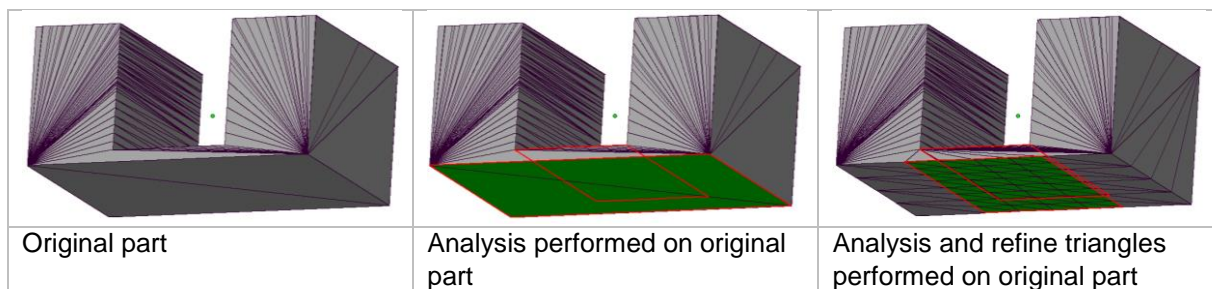 Original part
Analysis performed on original
part
Analysis and refine triangles
performed on original part